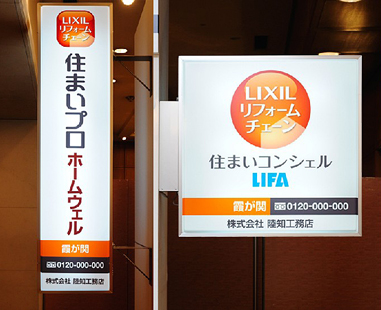 LIXIL
リフォーム
チェーン
住まいプロ
ホームウェル
霞が関
0120-000-000
株式会社 陸知工務店
LIXIL
リフォーム
チェーン
住まいコンシェル
LIFA
霞が関 0120-000-000
株式会社 陸知工務店